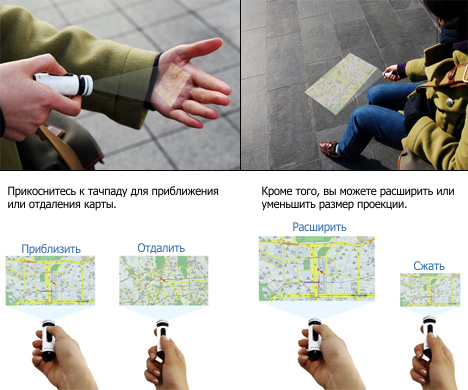 Прикоснитесь к тачпаду для приближения
или отдаления карты.
Приблизить
Отдалить
Кроме того, вы можете расширить или
уменьшить размер проекции.
Расширить
Сжать